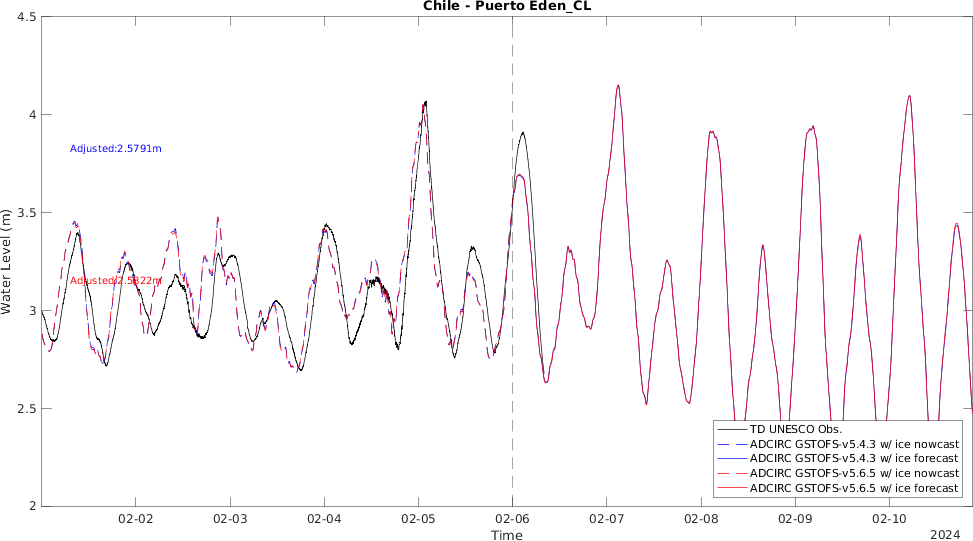 Chile - Puerto Eden_CL
4.5
4
3.5
3
2.5
2
Water Level (m)
Adjusted:2.5791m
Adjusted:2.5822m
TD UNESCO Obs.
ADCIRC GSTOFS-v5.4.3 w/ ice nowcast
ADCIRC GSTOFS-v5.4.3 w/ ice forecast
ADCIRC GSTOFS-v5.6.5 w/ ice nowcast
ADCIRC GSTOFS-v5.6.5 w/ ice forecast
02-02 02-03 02-04 02-05 02-06 02-07 02-08 02-09 02-10
Time
2024